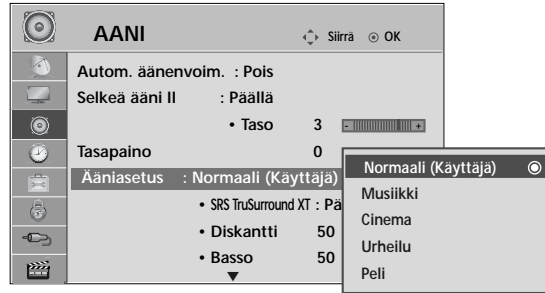 AANI Siirrä OK
Autom. äänenvoim. : Pois
Selkeä ääni II : Päällä
• Taso 3 - +
Tasapaino 0
Ääniasetus : Normaali (Käyttäjä)
• SRS TruSurround XT : Pä
• Diskantti 50
• Basso 50
Normaali (Käyttäjä)
Musiikki
Cinema
Urheilu
Peli